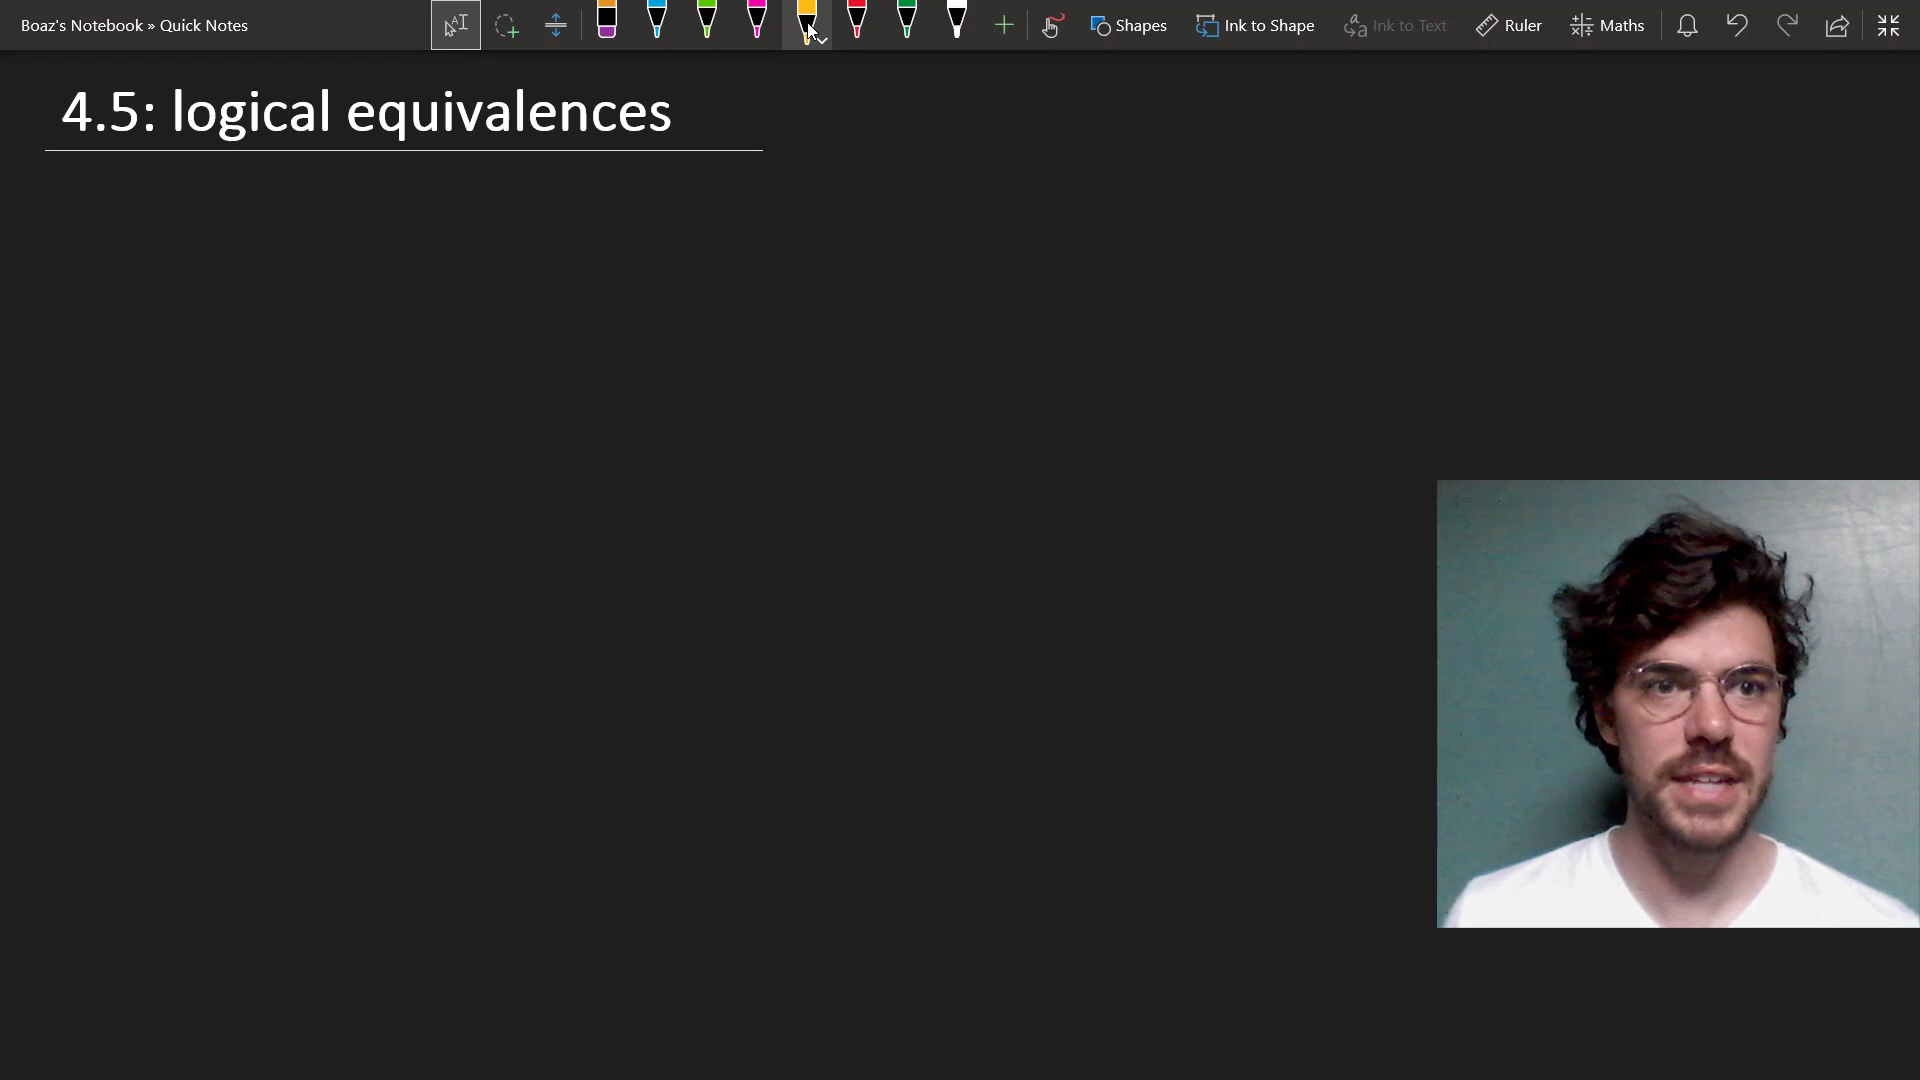 Boaz's Notebook » Quick Notes
Shapes
Ink to Shape
Ink to Text
Ruler
Maths
4.5: logical equivalences